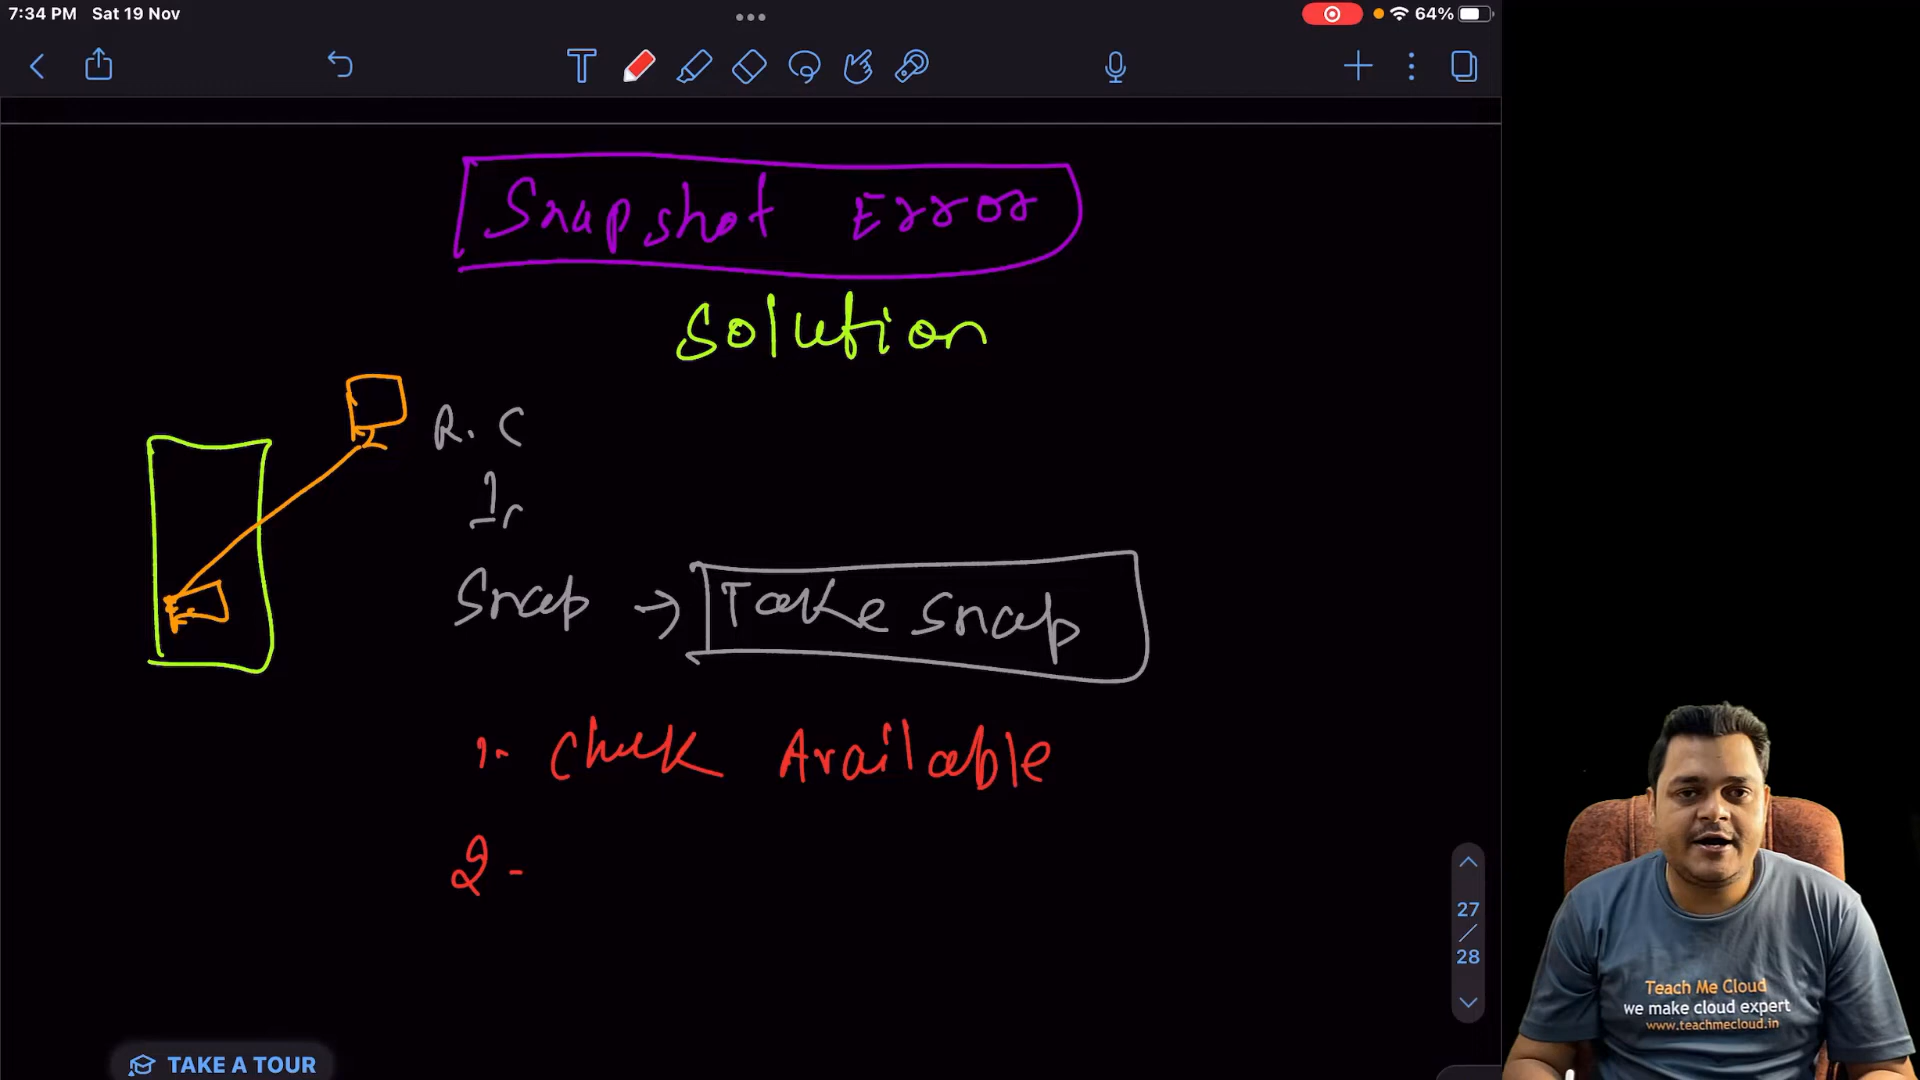 7:34 PM Sat 19 Nov
64%
T
Snapshot Error
Solution
R. C
Ir
Snap → Take snap
1. Check Available
2 -
27
/
28
TAKE A TOUR
Teach Me Cloud
we make cloud expert
www.teachmecloud.in